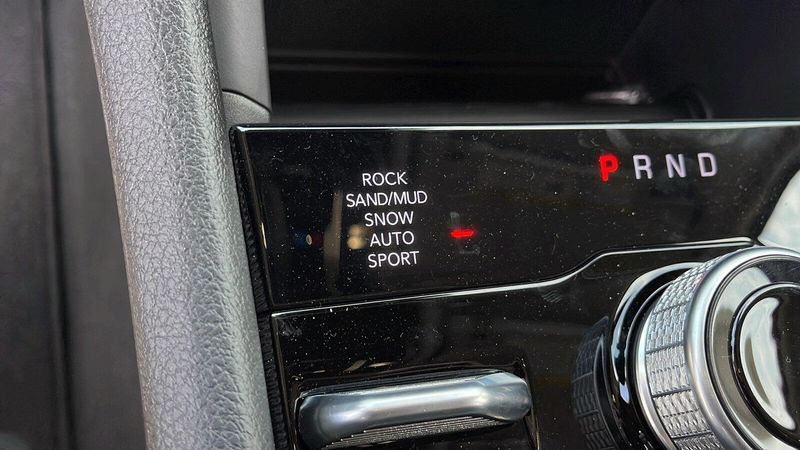 ROCK
SAND/MUD
SNOW
AUTO
SPORT
P R N D